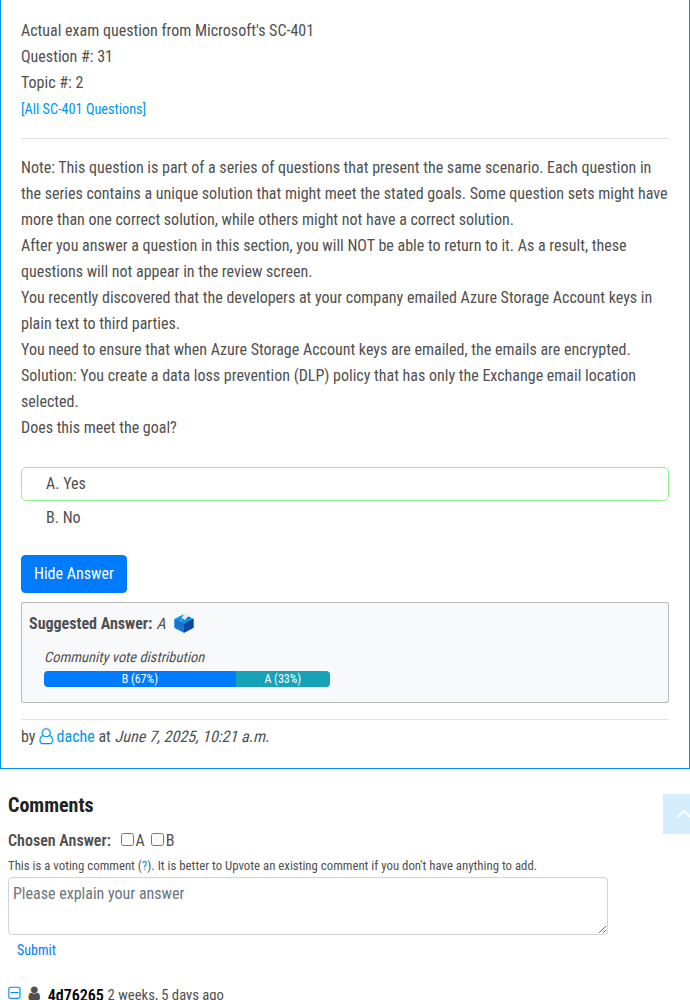 Actual exam question from Microsoft's SC-401
Question #: 31
Topic #: 2
[All SC-401 Questions]
Note: This question is part of a series of questions that present the same scenario. Each question in
the series contains a unique solution that might meet the stated goals. Some question sets might have
more than one correct solution, while others might not have a correct solution.
After you answer a question in this section, you will NOT be able to return to it. As a result, these
questions will not appear in the review screen.
You recently discovered that the developers at your company emailed Azure Storage Account keys in
plain text to third parties.
You need to ensure that when Azure Storage Account keys are emailed, the emails are encrypted.
Solution: You create a data loss prevention (DLP) policy that has only the Exchange email location
selected.
Does this meet the goal?
A. Yes
B. No
Hide Answer
Suggested Answer: A
Community vote distribution
B (67%) A (33%)
by dache at June 7, 2025, 10:21 a.m.
Comments
Chosen Answer: A B
This is a voting comment (?). It is better to Upvote an existing comment if you don't have anything to add.
Please explain your answer
Submit
4d76265 2 weeks, 5 days ago